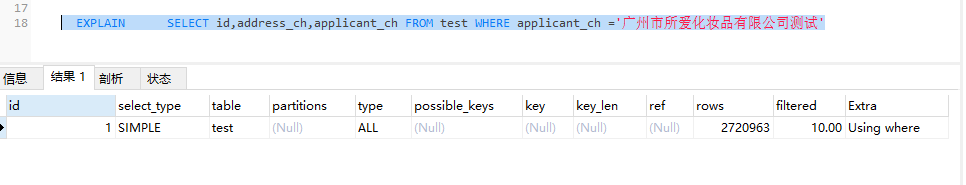 17
18 EXPLAIN SELECT id,address_ch,applicant_ch FROM test WHERE applicant_ch ='广州市所爱化妆品有限公司测试'
信息 结果 1 剖析 状态
id select_type table partitions type possible_keys key key_len ref rows filtered Extra
1 SIMPLE test (Null) ALL (Null) (Null) (Null) (Null) 2720963 10.00 Using where